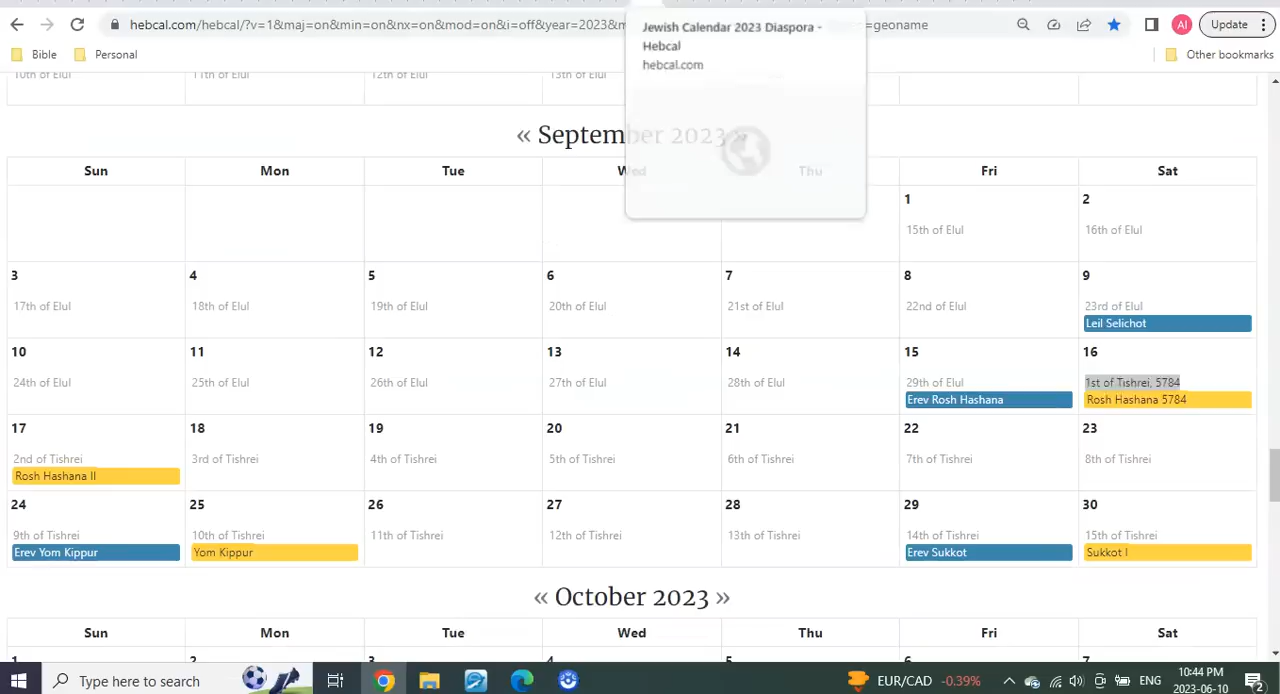 hebcal.com/hebcal/?v=1&maj=on&min=on&nx=on&mod=on&i=off&year=2023&m
=geoname
AI
Update
Bible
Personal
Other bookmarks
Jewish Calendar 2023 Diaspora -
Hebcal
hebcal.com
10th of Elul 11th of Elul 12th of Elul 13th of Elul
« September 2023 »
Sun Mon Tue Wed Thu Fri Sat
1 2
15th of Elul 16th of Elul
3 4 5 6 7 8 9
17th of Elul 18th of Elul 19th of Elul 20th of Elul 21st of Elul 22nd of Elul 23rd of Elul
Leil Selichot
10 11 12 13 14 15 16
24th of Elul 25th of Elul 26th of Elul 27th of Elul 28th of Elul 29th of Elul 1st of Tishrei, 5784
Erev Rosh Hashana Rosh Hashana 5784
17 18 19 20 21 22 23
2nd of Tishrei 3rd of Tishrei 4th of Tishrei 5th of Tishrei 6th of Tishrei 7th of Tishrei 8th of Tishrei
Rosh Hashana II
24 25 26 27 28 29 30
9th of Tishrei 10th of Tishrei 11th of Tishrei 12th of Tishrei 13th of Tishrei 14th of Tishrei 15th of Tishrei
Erev Yom Kippur Yom Kippur Erev Sukkot Sukkot I
« October 2023 »
Sun Mon Tue Wed Thu Fri Sat
1 2 3 4 5 6 7
Type here to search
EUR/CAD -0.39%
ENG
10:44 PM
2023-06-10
2